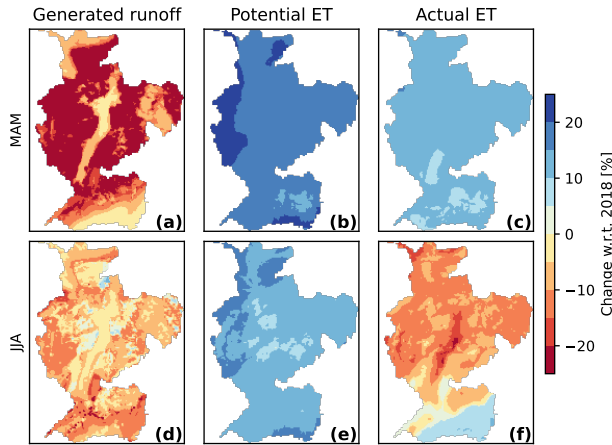 Generated runoff Potential ET Actual ET
MAM
(a) (b) (c)
JJA
(d) (e) (f)
20
10
0
−10
−20
Change w.r.t. 2018 [%]